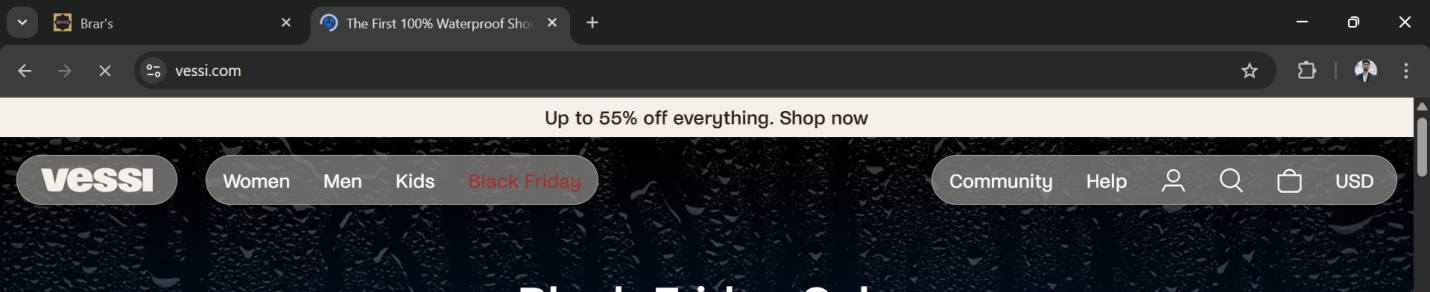 Brar's
The First 100% Waterproof Sho
vessi.com
Up to 55% off everything. Shop now
vessi
Women Men Kids Black Friday
Community Help USD